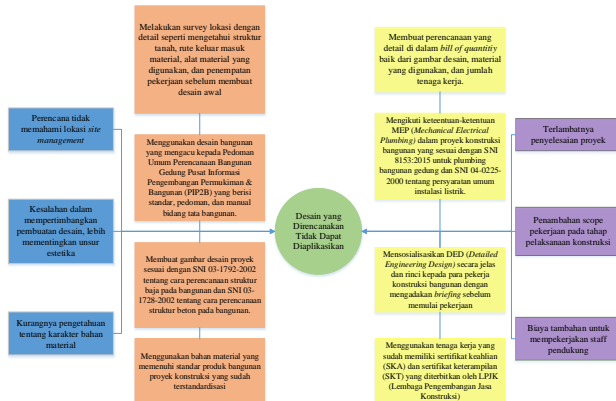 Melakukan survey lokasi dengan
detail seperti mengetahui struktur
tanah, rute keluar masuk
material, alat material yang
digunakan, dan penempatan
pekerjaan sebelum membuat
desain awal
Membuat perencanaan yang
detail di dalam bill of quantitiy
baik dari gambar desain, material
yang digunakan, dan jumlah
tenaga kerja.
Perencana tidak
memahami lokasi site
management
Menggunakan desain bangunan
yang mengacu kepada Pedoman
Umum Perencanaan Bangunan
Gedung Pusat Informasi
Pengembangan Permukiman &
Bangunan (PIP2B) yang berisi
standar, pedoman, dan manual
bidang tata bangunan.
Mengikuti keteentuan-ketentuan
MEP (Mechanical Electrical
Plumbing) dalam proyek konstruksi
bangunan yang sesuai dengan SNI
8153:2015 untuk plumbing
bangunan gedung dan SNI 04-0225-
2000 tentang persyaratan umum
instalasi listrik.
Terlambatnya
penyelesaian proyek
Kesalahan dalam
mempertimbangkan
pembuatan desain, lebih
mementingkan unsur
estetika
Desain yang
Direncanakan
Tidak Dapat
Diaplikasikan
Penambahan scope
pekerjaan pada tahap
pelaksanaan konstruksi
Membuat gambar desain proyek
sesuai dengan SNI 03-1792-2002
tentang cara perencanaan struktur
baja pada bangunan dan SNI 03-
1728-2002 tentang cara perencanaan
struktur beton pada bangunan.
Mensosialisasikan DED (Detailed
Engineering Design) secara jelas
dan rinci kepada para pekerja
konstruksi bangunan dengan
mengadakan briefing sebelum
memulai pekerjaan
Kurangnya pengetahuan
tentang karakter bahan
material
Menggunakan bahan material yang
memenuhi standar produk bangunan
proyek konstruksi yang sudah
terstandardisasi
Menggunakan tenaga kerja yang
sudah memiliki sertifikat keahlian
(SKA) dan sertifikat keterampilan
(SKT) yang diterbitkan oleh LPJK
(Lembaga Pengembangan Jasa
Konstruksi)
Biaya tambahan untuk
mempekerjakan staff
pendukung